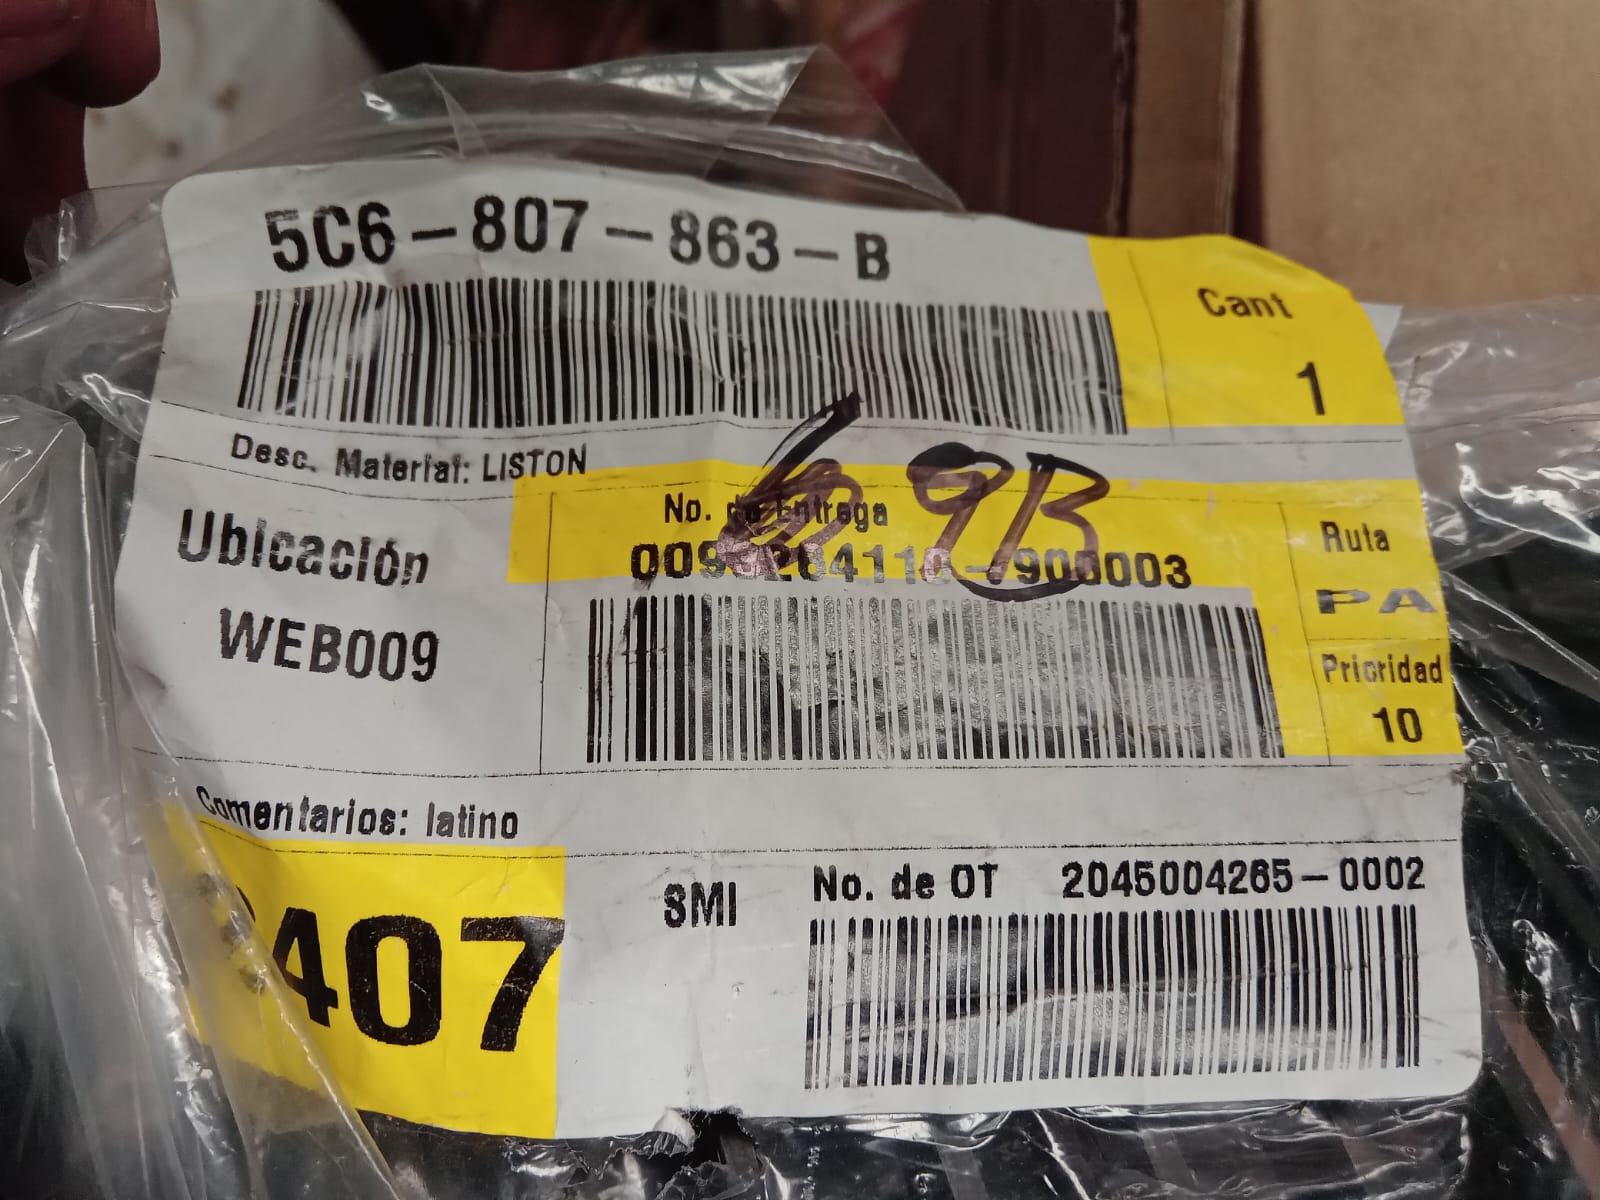 5C6-807-863-B
Cant
1
Desc. Material: LISTON
9B
No. de Entrega
Ubicación
WEB009
Ruta
PA
Prioridad
10
Comentarios: latino
407
SMI
No. de OT 2045004265-0002